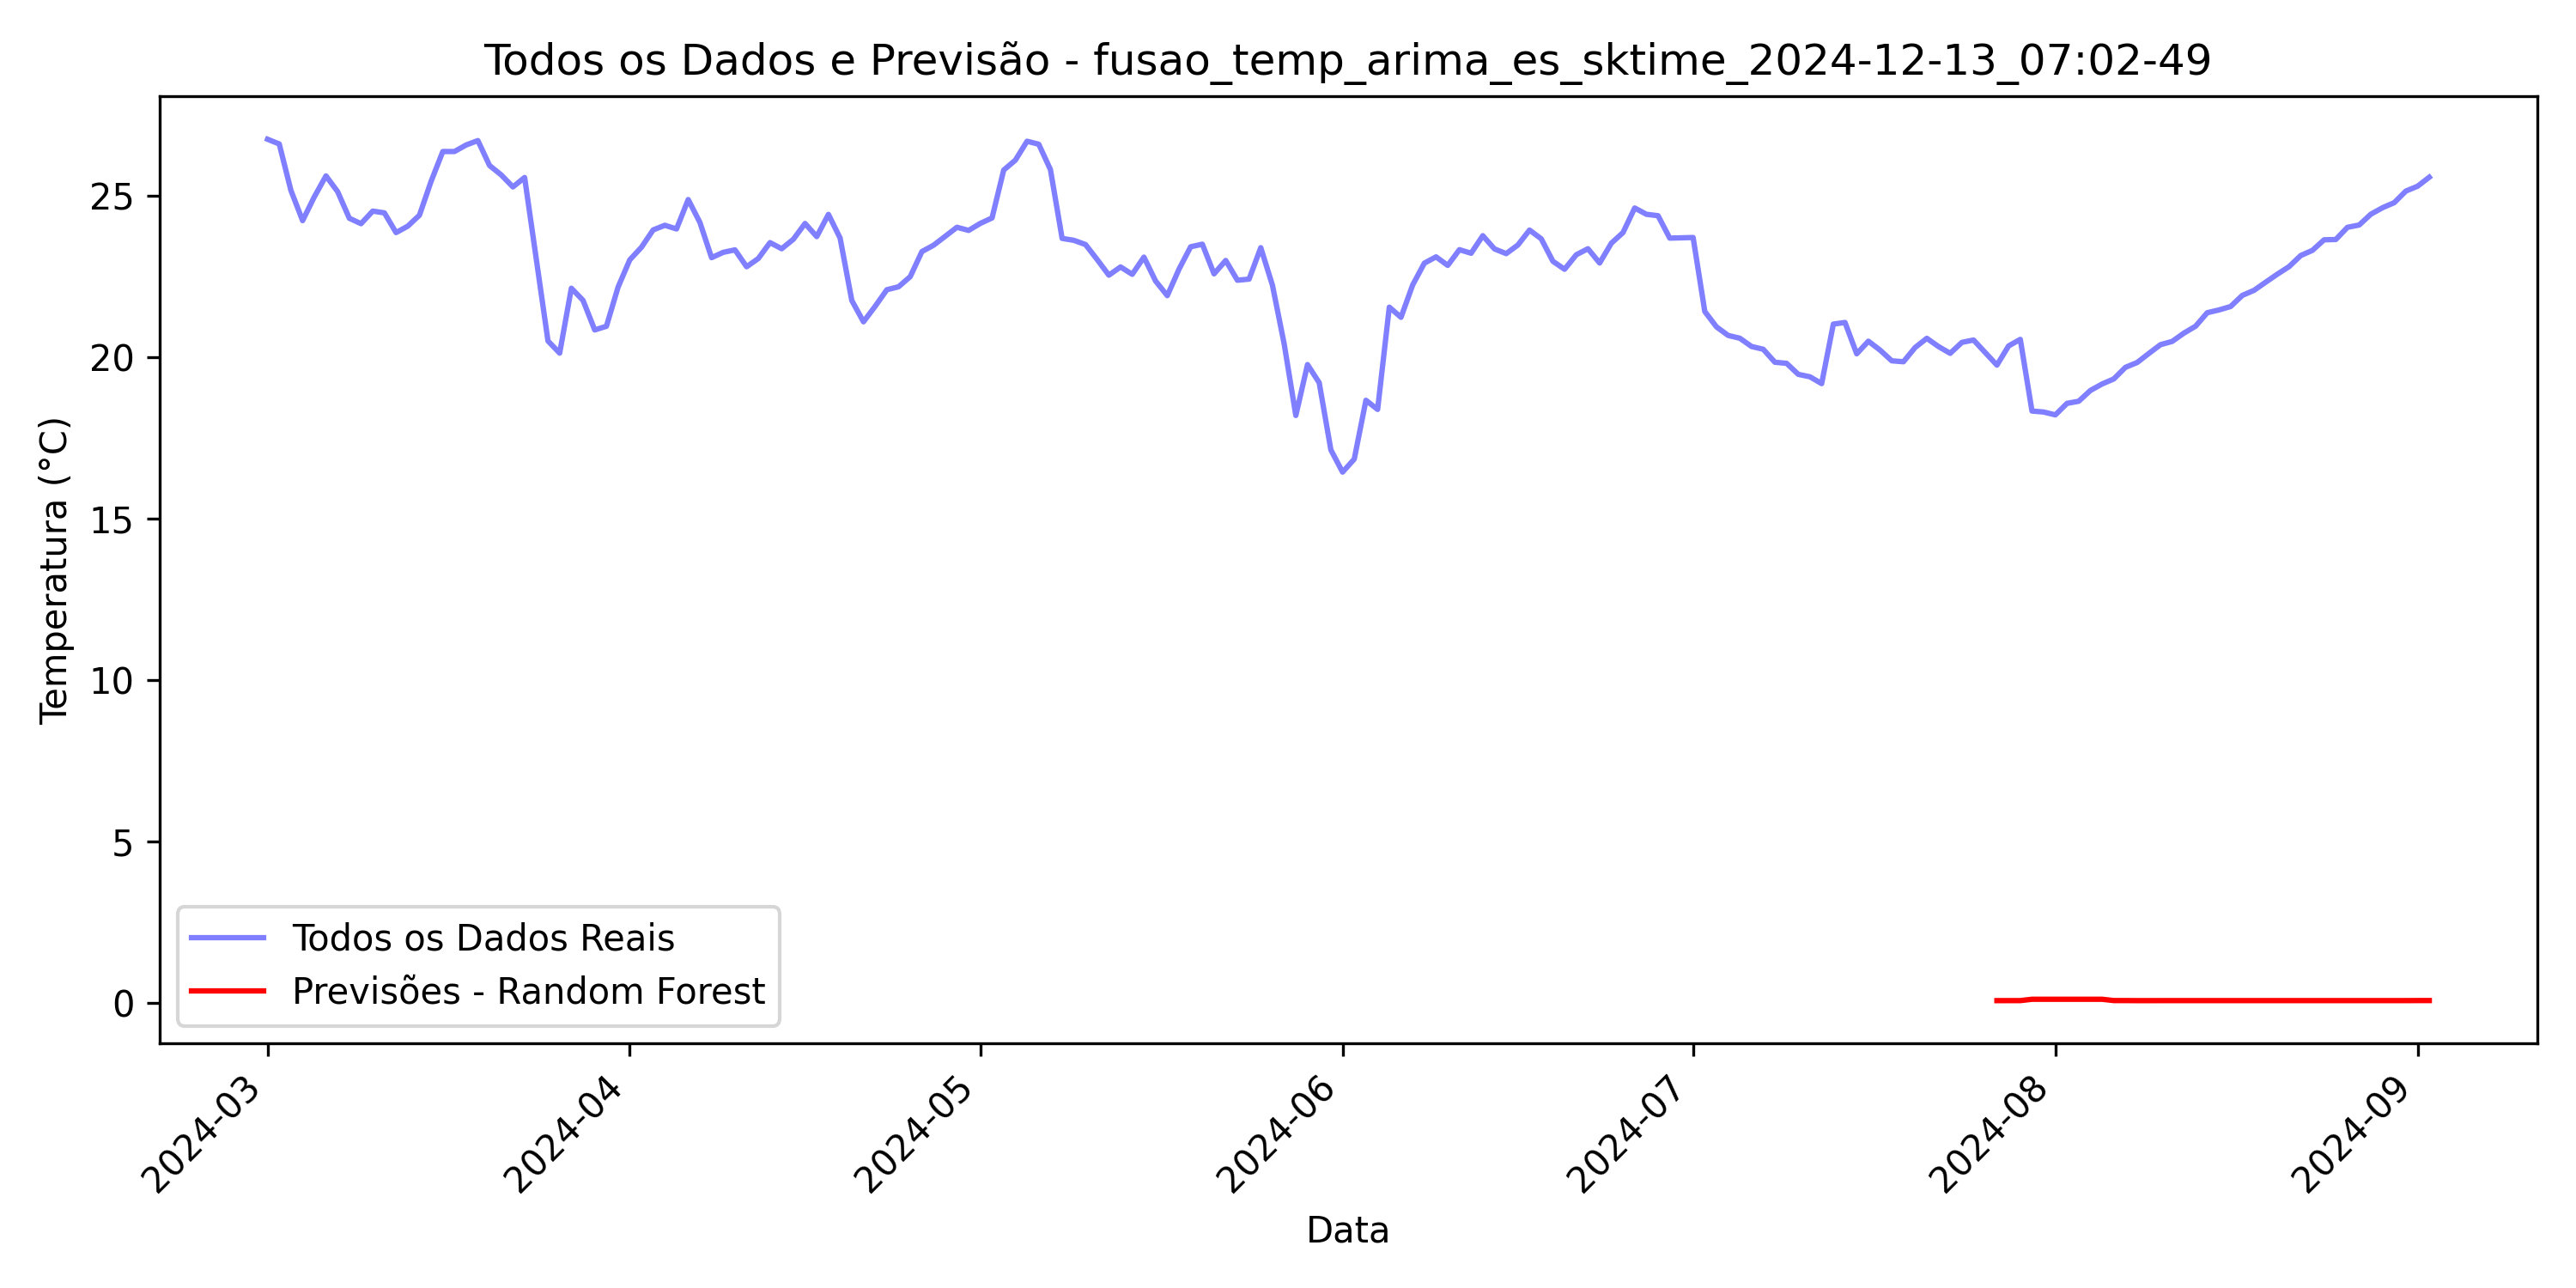 Todos os Dados e Previsão - fusao_temp_arima_es_sktime_2024-12-13_07:02-49
Temperatura (°C)
25
20
15
10
5
0
Todos os Dados Reais
Previsões - Random Forest
2024-03
2024-04
2024-05
2024-06
2024-07
2024-08
2024-09
Data